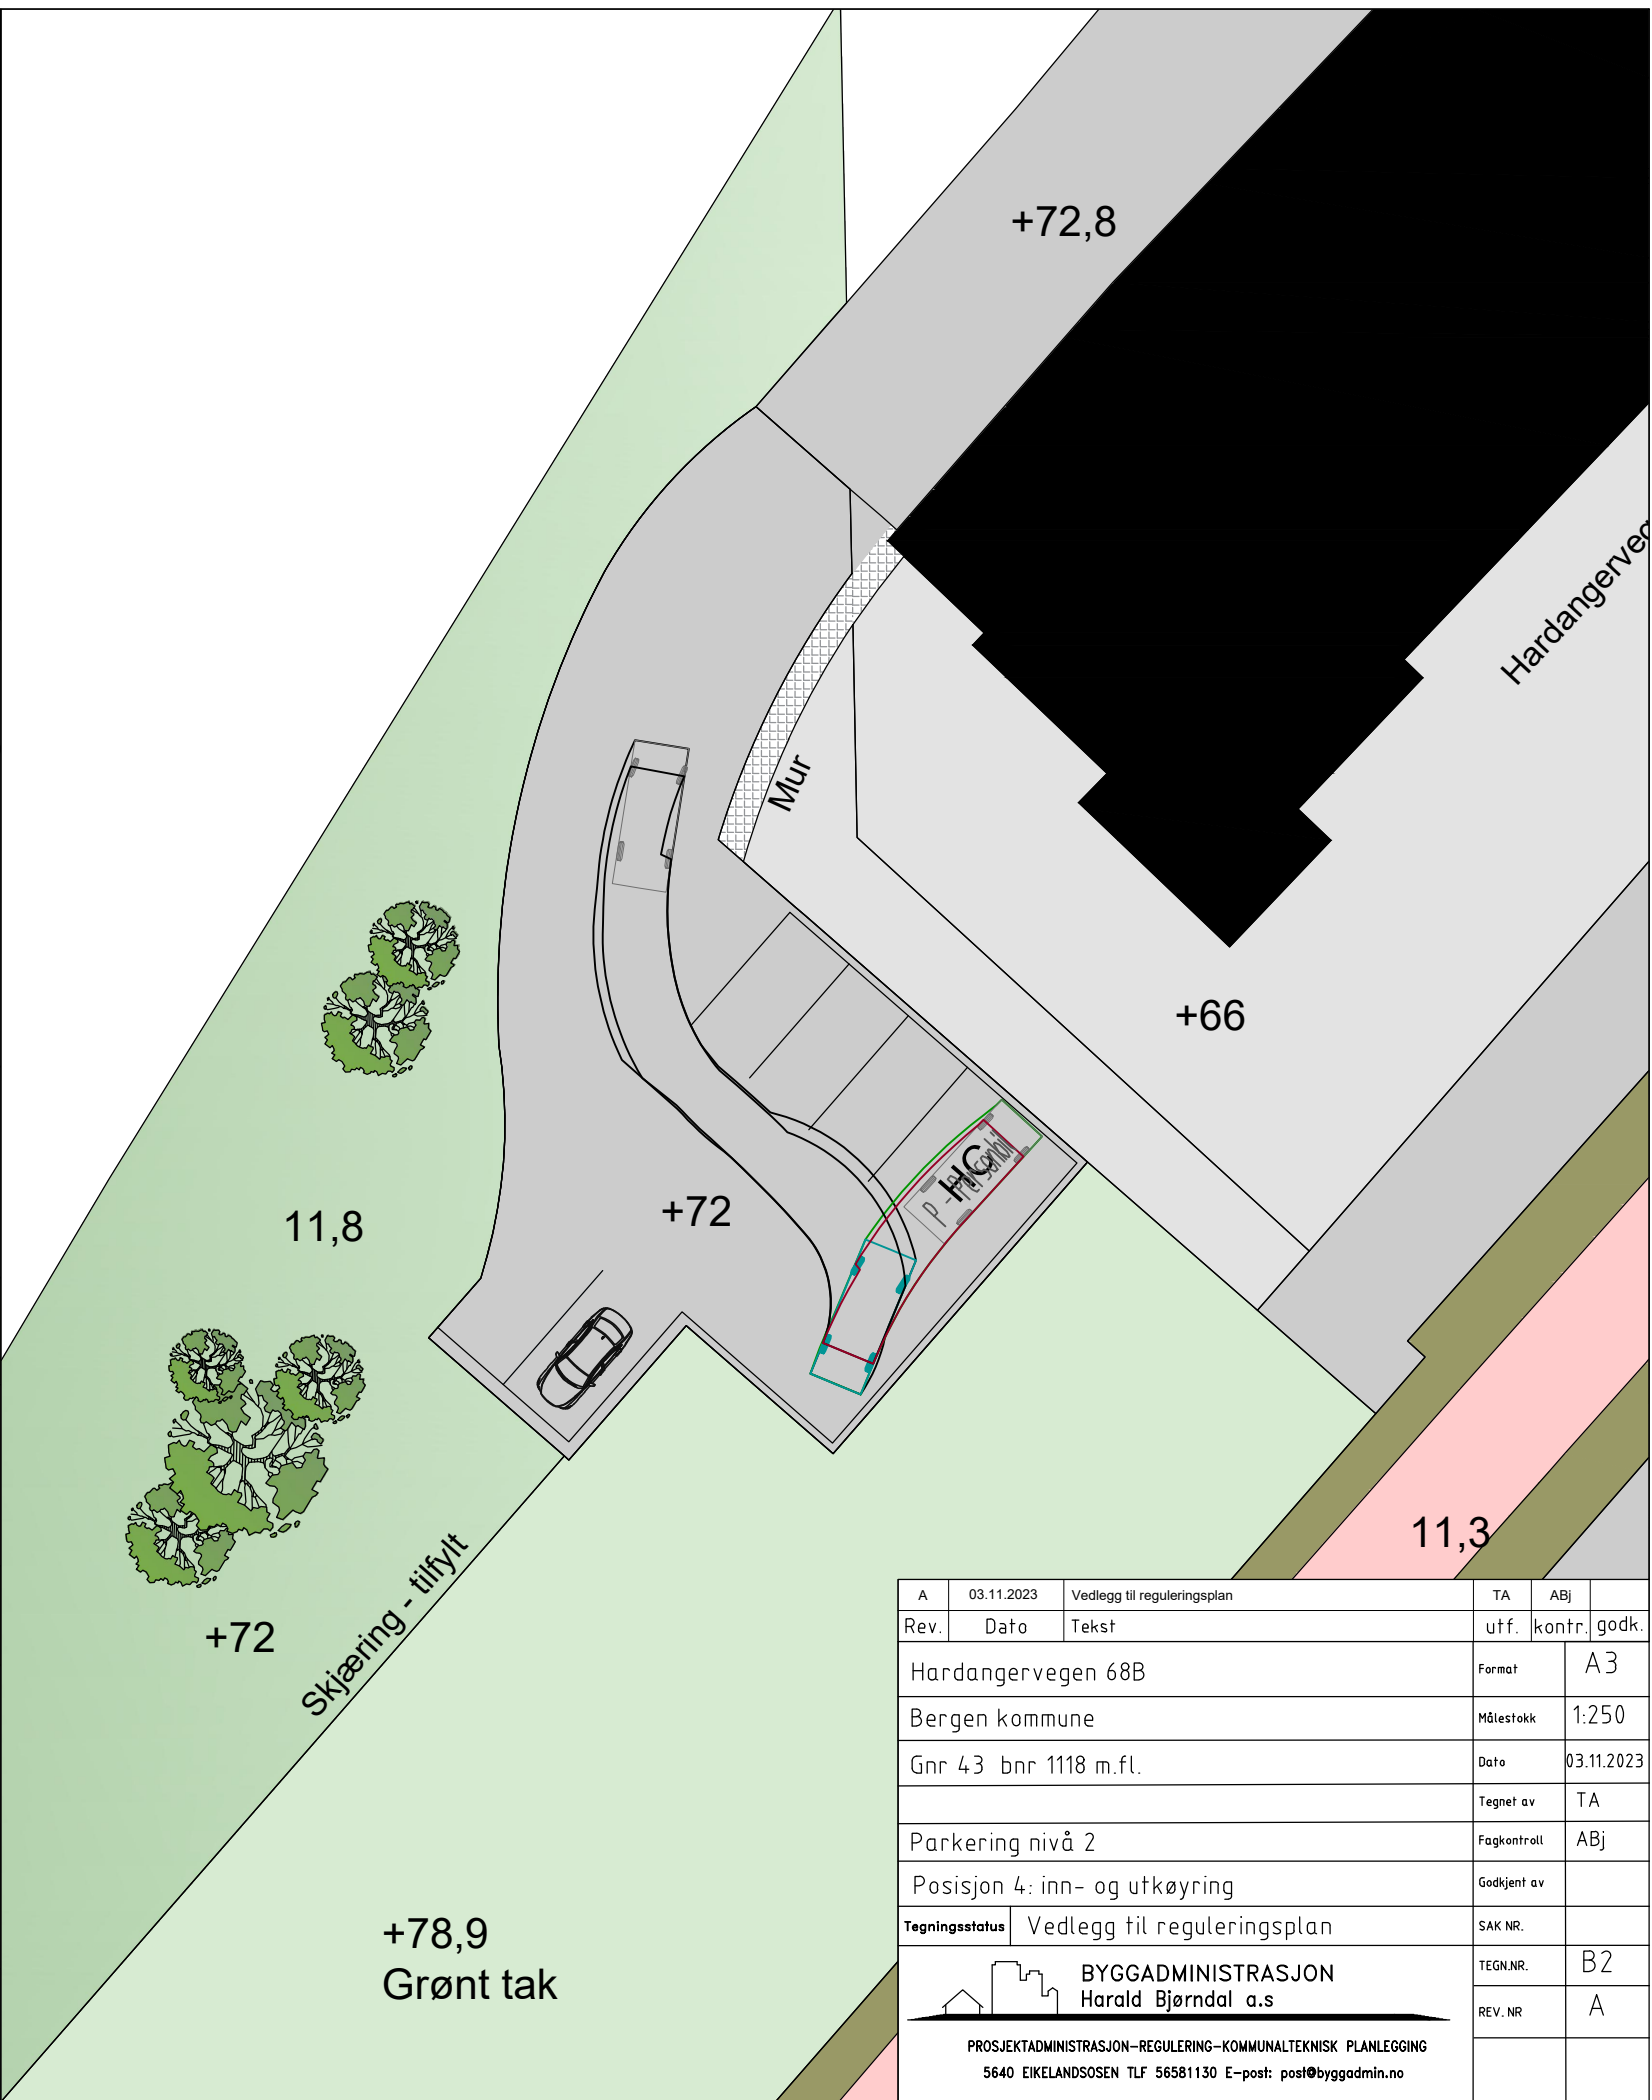 +72,8
Hardangerveg
Mur
+66
HC
P - Personbil
11,8
+72
11,3
Skjæring - tilfylt
+72
+78,9
Grønt tak
A 03.11.2023 Vedlegg til reguleringsplan TA ABj
Rev. Dato Tekst utf. kontr. godk.
Hardangervegen 68B Format A3
Bergen kommune Målestokk 1:250
Gnr 43 bnr 1118 m.fl. Dato 03.11.2023
Tegnet av TA
Parkering nivå 2 Fagkontroll ABj
Posisjon 4: inn- og utkøyring Godkjent av
Tegningsstatus Vedlegg til reguleringsplan SAK NR.
BYGGADMINISTRASJON TEGN.NR. B2
Harald Bjørndal a.s REV. NR A
PROSJEKTADMINISTRASJON-REGULERING-KOMMUNALTEKNISK PLANLEGGING
5640 EIKELANDSOSEN TLF 56581130 E-post: post@byggadmin.no